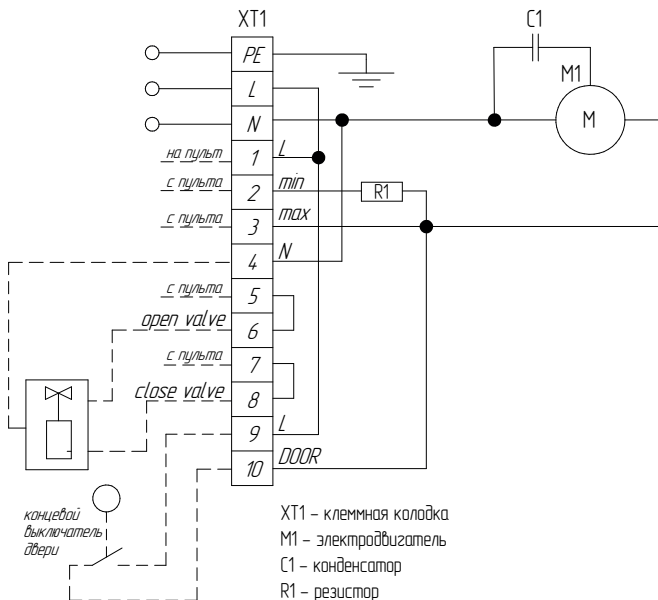 XT1
C1
M1
M
PE
L
N
на пульт
1
L
с пульта
2
min
R1
с пульта
3
max
4
N
с пульта
5
open valve
6
с пульта
7
close valve
8
9
L
10
DOOR
концевой
выключатель
двери
XT1 – клеммная колодка
M1 – электродвигатель
C1 – конденсатор
R1 – резистор